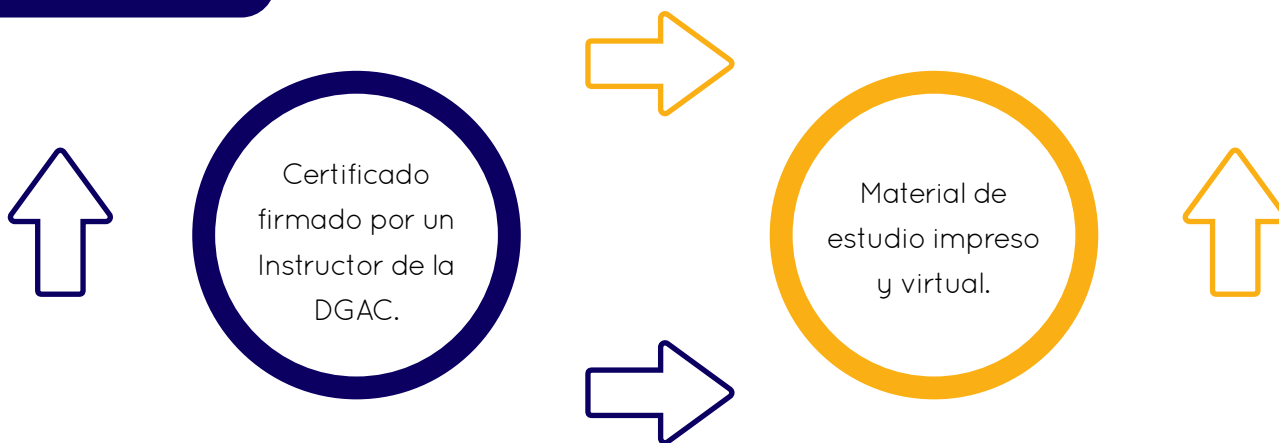 Certificado
firmado por un
Instructor de la
DGAC.
Material de
estudio impreso
y virtual.